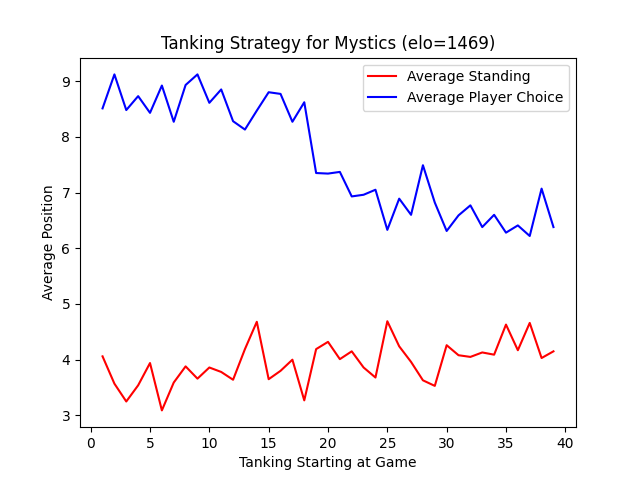 Tanking Strategy for Mystics (elo=1469)
Average Standing
Average Player Choice
Average Position
9
8
7
6
5
4
3
0 5 10 15 20 25 30 35 40
Tanking Starting at Game